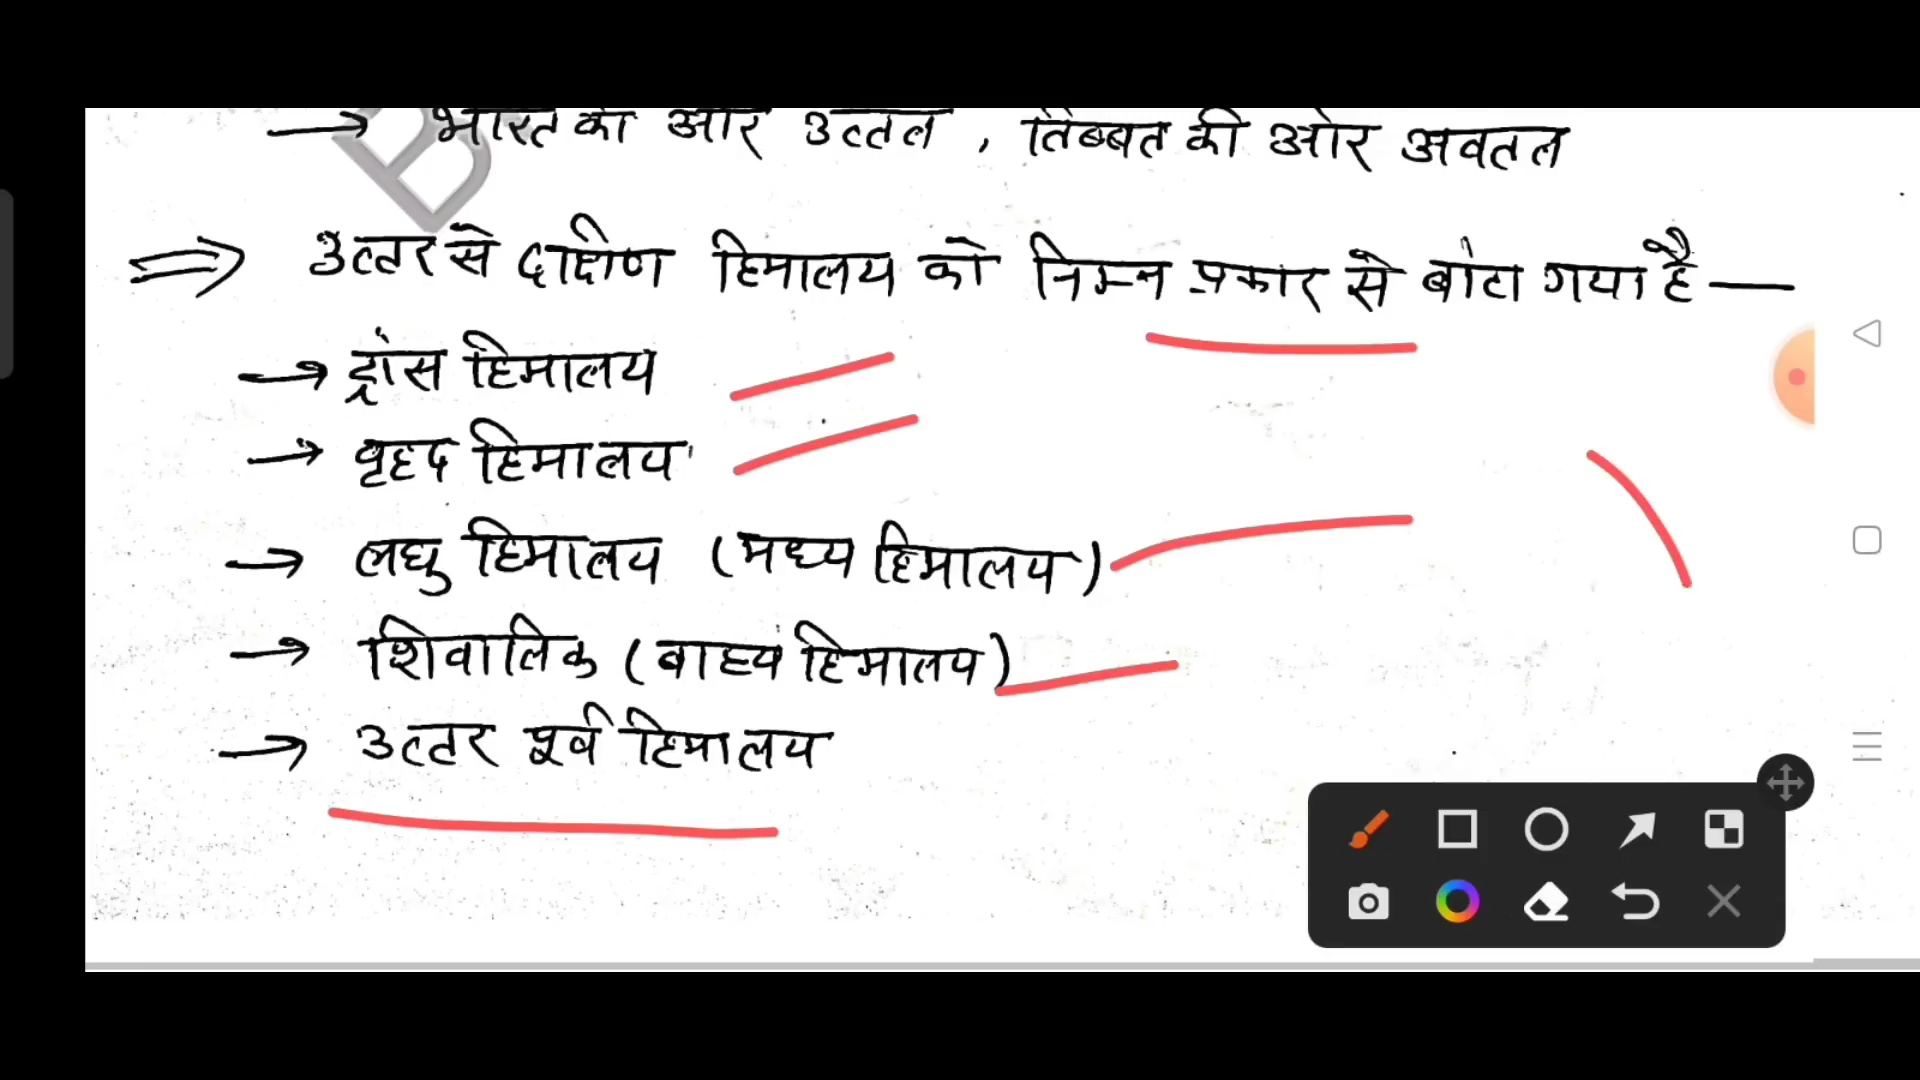 → भारत की ओर उत्तल , तिब्बत की ओर अवतल
⇒ उत्तर से दक्षिण हिमालय को निम्न प्रकार से बांटा गया है —
→ ट्रांस हिमालय
→ वृहद हिमालय
→ लघु हिमालय (मध्य हिमालय)
→ शिवालिक (बाह्य हिमालय)
→ उत्तर पूर्व हिमालय